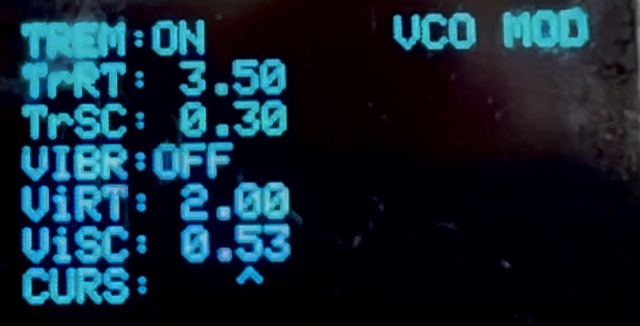 TREM:ON VCO MOD
TrRT: 3.50
TrSC: 0.30
VIBR:OFF
ViRT: 2.00
ViSC: 0.53
CURS: ^